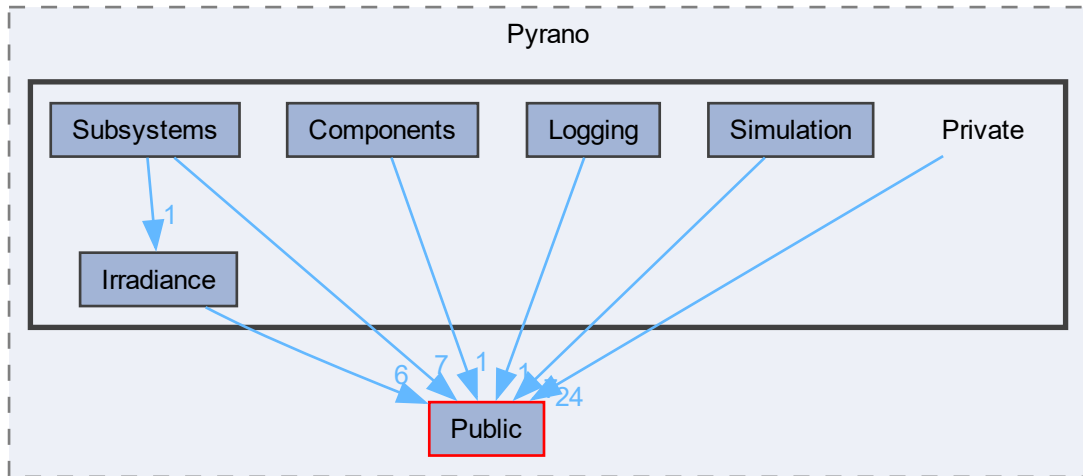 Pyrano
Subsystems
Components
Logging
Simulation
Private
1
Irradiance
6
7
1
1
24
Public